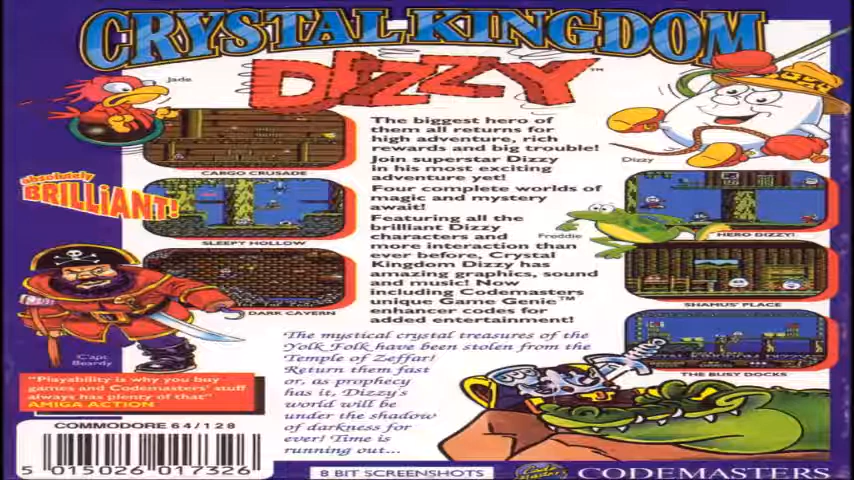 CRYSTAL KINGDOM
DIZZY™
Jade
The biggest hero of
them all returns for
high adventure, rich
rewards and big trouble!
Join superstar Dizzy
in his most exciting
adventure yet!
Four complete worlds of
magic and mystery
await!
Featuring all the
brilliant Dizzy
characters and
more interaction than
ever before, Crystal
Kingdom Dizzy has
amazing graphics, sound
and music! Now
including Codemasters
unique Game Genie™
enhancer codes for
added entertainment!
Dizzy
CARGO CRUSADE
absolutely
BRILLiANT!
SLEEPY HOLLOW
Freddie
HERO DIZZY!
DARK CAVERN
SHAMUS' PLACE
THE BUSY DOCKS
C'apt
Beardy
The mystical crystal treasures of the
Yolk Folk have been stolen from the
Temple of Zeffar!
Return them fast
or, as prophecy
has it, Dizzy's
world will be
under the shadow
of darkness for
ever! Time is
running out...
"Playability is why you buy
games and Codemasters' stuff
always has plenty of that"
AMIGA ACTION
COMMODORE 64/128
5 015026 017326
8 BIT SCREENSHOTS
Code Masters
CODEMASTERS